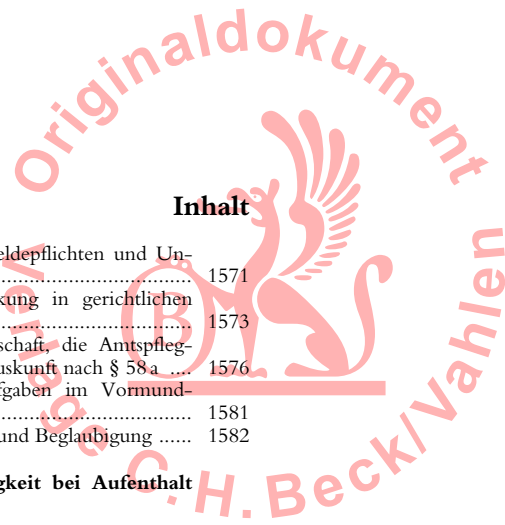 Originaldokument
Inhalt
eldepflichten und Un-
.................................... 1571
kung in gerichtlichen
.................................... 1573
schaft, die Amtspfleg-
uskunft nach § 58 a .... 1576
fgaben im Vormund-
.................................... 1581
und Beglaubigung ...... 1582
gkeit bei Aufenthalt
B
Verlage C.H.Beck/Vahlen